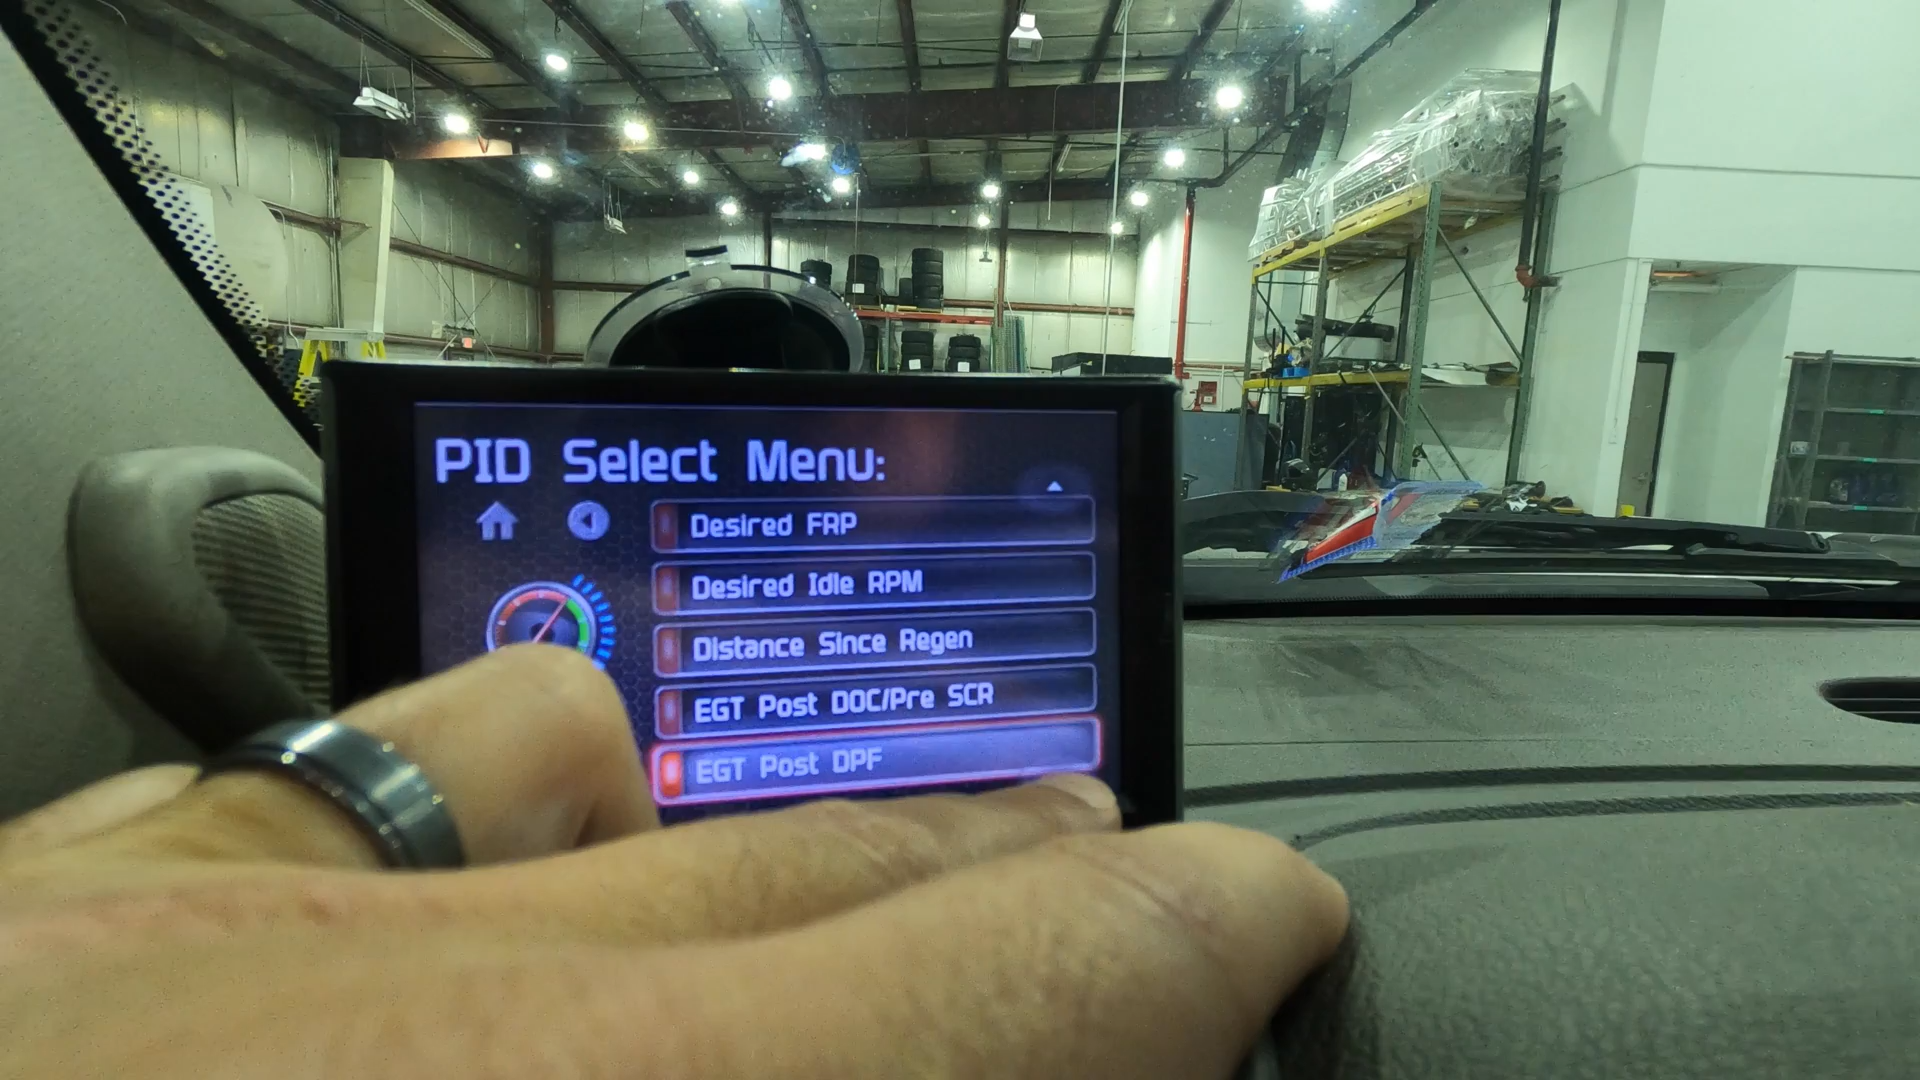 PID Select Menu:
Desired FRP
Desired Idle RPM
Distance Since Regen
EGT Post DOC/Pre SCR
EGT Post DPF